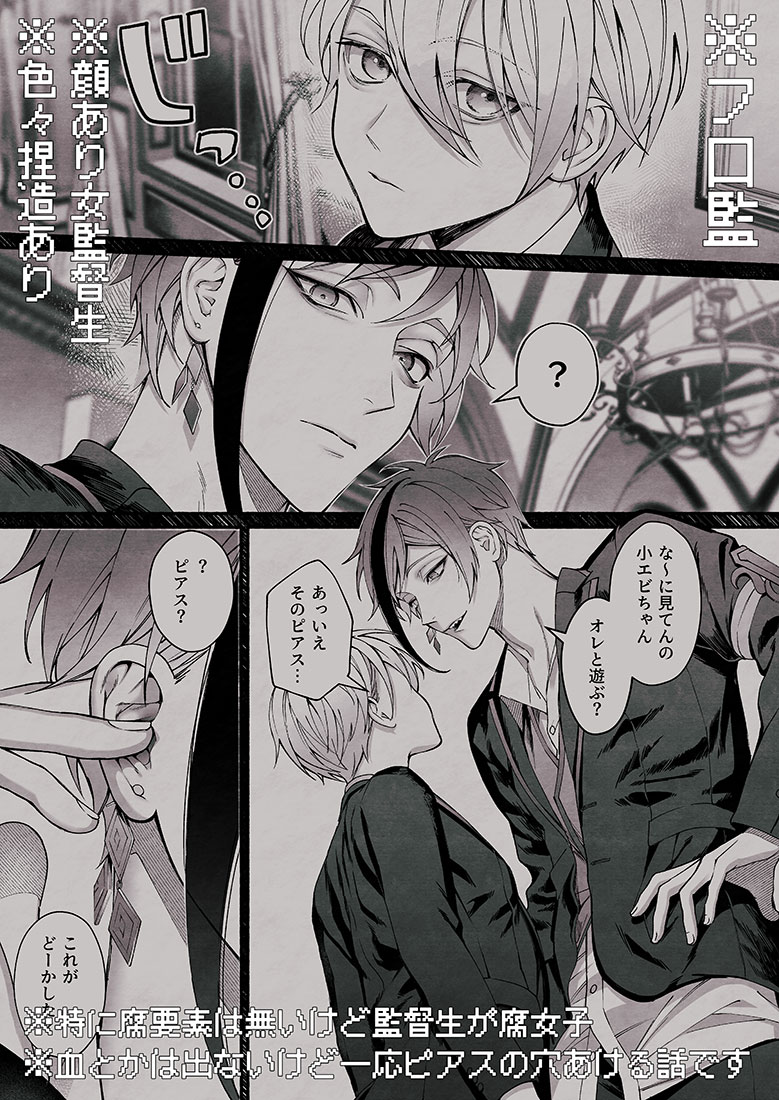 ※フロ監
※顔あり女監督生
※色々捏造あり
じっ…
?
な〜に見てんの
小エビちゃん
オレと遊ぶ?
あっいえ
そのピアス…
?
ピアス?
これが
どーかした
※特に腐要素は無いけど監督生が腐女子
※血とかは出ないけど一応ピアスの穴あける話です